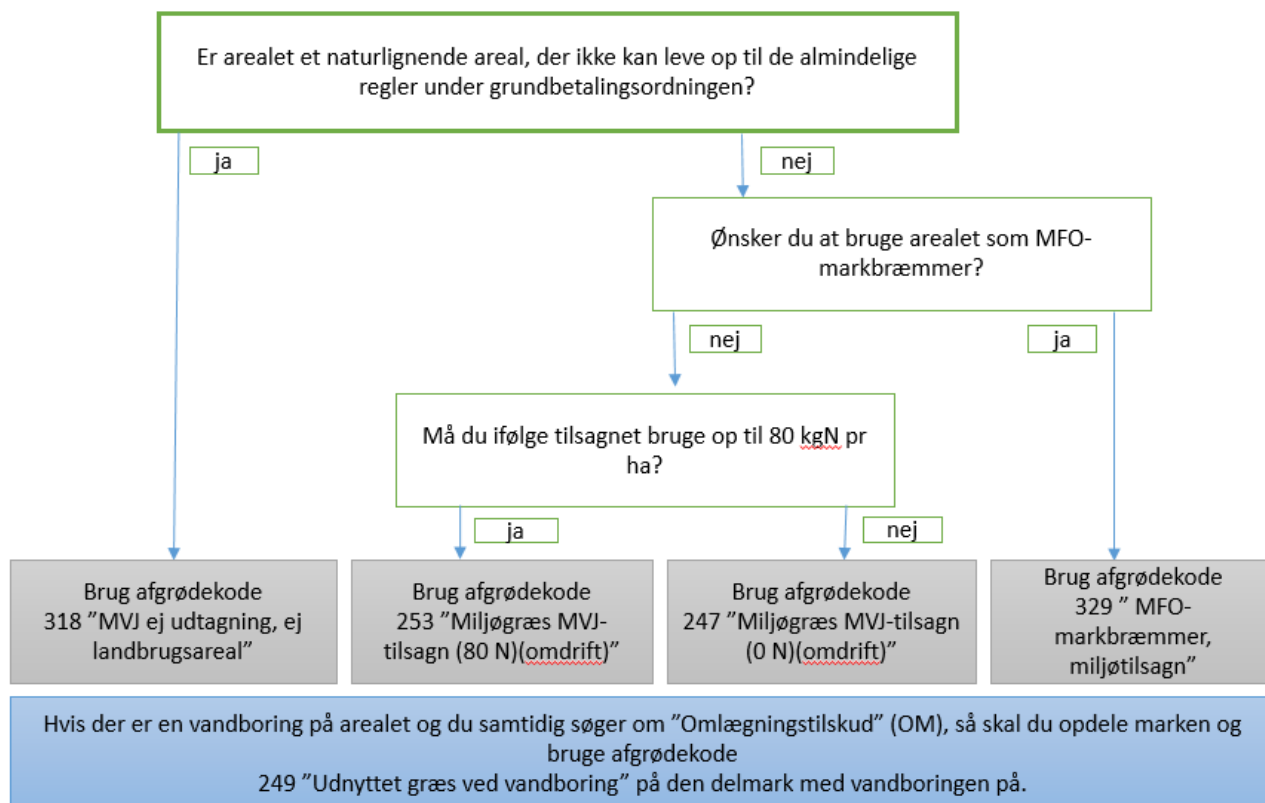 Er arealet et naturlignende areal, der ikke kan leve op til de almindelige
regler under grundbetalingsordningen?
ja
nej
Ønsker du at bruge arealet som MFO-
markbræmmer?
nej
ja
Må du ifølge tilsagnet bruge op til 80 kgN pr
ha?
ja
nej
Brug afgrødekode
318 ”MVJ ej udtagning, ej
landbrugsareal”
Brug afgrødekode
253 ”Miljøgræs MVJ-
tilsagn (80 N)(omdrift)”
Brug afgrødekode
247 ”Miljøgræs MVJ-tilsagn
(0 N)(omdrift)”
Brug afgrødekode
329 ” MFO-
markbræmmer,
miljøtilsagn”
Hvis der er en vandboring på arealet og du samtidig søger om ”Omlægningstilskud” (OM), så skal du opdele marken og
bruge afgrødekode
249 ”Udnyttet græs ved vandboring” på den delmark med vandboringen på.